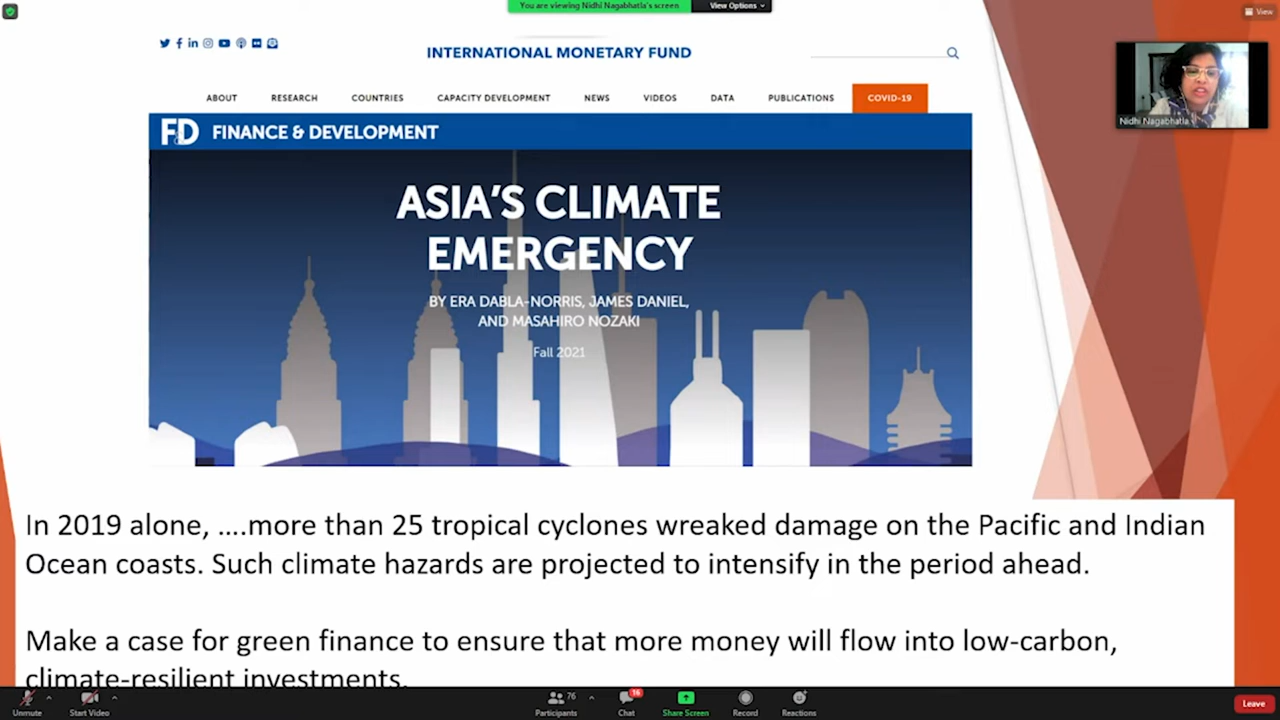 You are viewing Nidhi Nagabhatla's screen
View Options
View
INTERNATIONAL MONETARY FUND
ABOUT RESEARCH COUNTRIES CAPACITY DEVELOPMENT NEWS VIDEOS DATA PUBLICATIONS COVID-19
F&D FINANCE & DEVELOPMENT
Nidhi Nagabhatla
ASIA'S CLIMATE
EMERGENCY
BY ERA DABLA-NORRIS, JAMES DANIEL,
AND MASAHIRO NOZAKI
Fall 2021
In 2019 alone, ….more than 25 tropical cyclones wreaked damage on the Pacific and Indian
Ocean coasts. Such climate hazards are projected to intensify in the period ahead.
Make a case for green finance to ensure that more money will flow into low-carbon,
climate-resilient investments.
76
16
Unmute Start Video Participants Chat Share Screen Record Reactions Leave